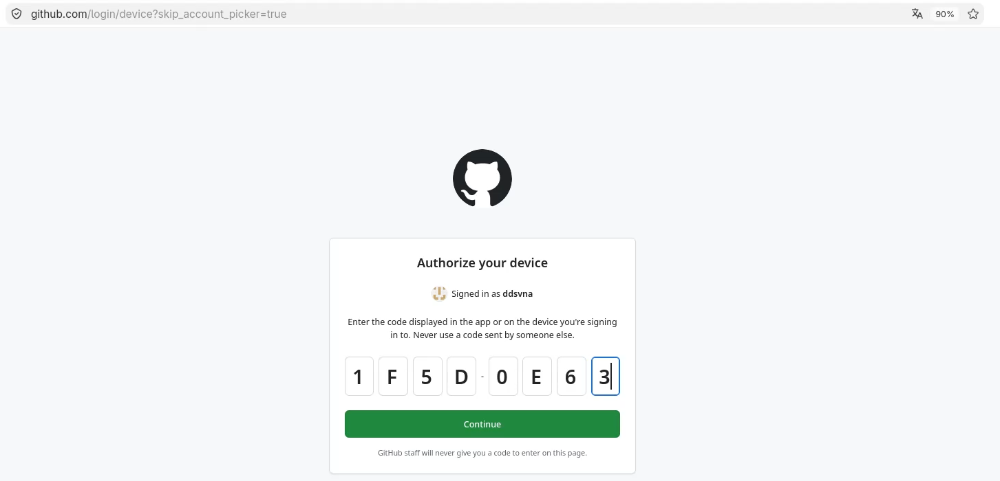 github.com/login/device?skip_account_picker=true
90%
Authorize your device
Signed in as ddsvna
Enter the code displayed in the app or on the device you're signing
in to. Never use a code sent by someone else.
1 F 5 D - 0 E 6 3
Continue
GitHub staff will never give you a code to enter on this page.